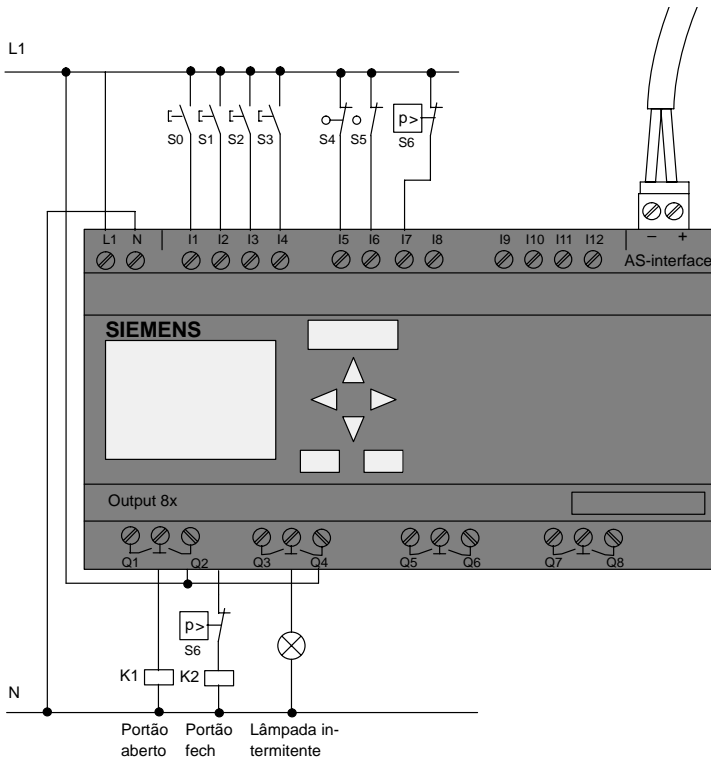 L1
p>
S0 S1 S2 S3 S4 S5 S6
L1 N I1 I2 I3 I4 I5 I6 I7 I8 I9 I10 I11 I12 – +
AS-interface
SIEMENS
Output 8x
Q1 Q2 Q3 Q4 Q5 Q6 Q7 Q8
p>
S6
K1 K2
N
Portão Portão Lâmpada in-
aberto fech termitente